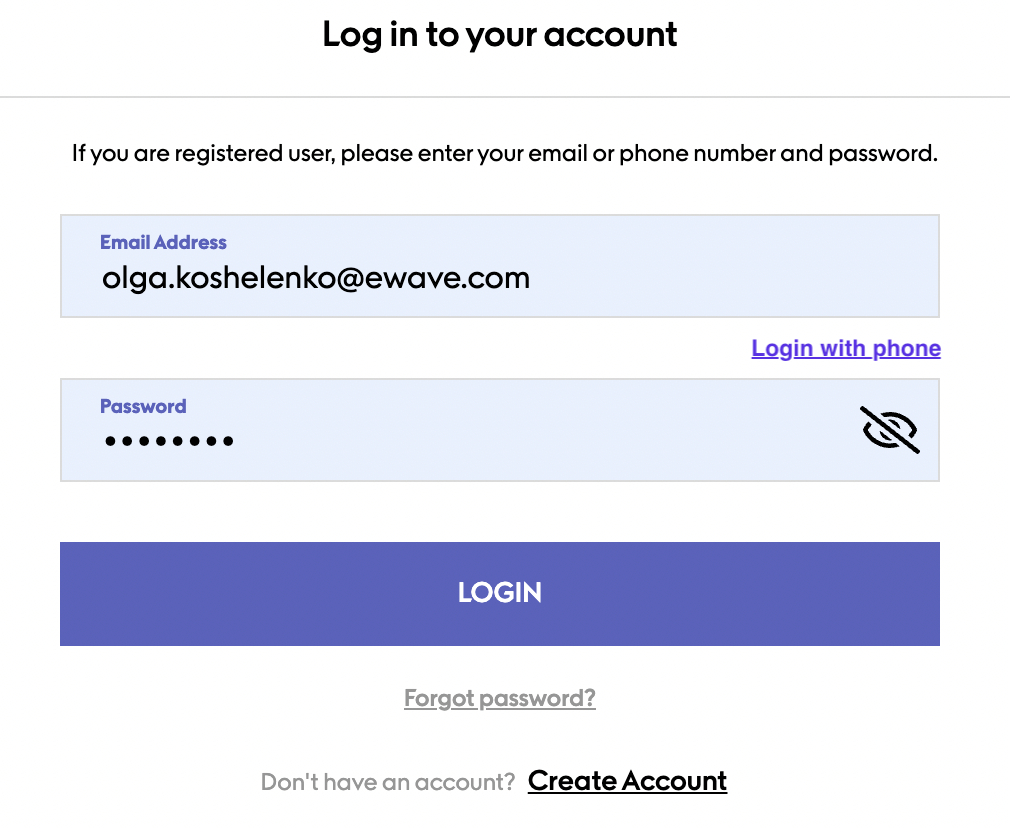 Log in to your account
If you are registered user, please enter your email or phone number and password.
Email Address
olga.koshelenko@ewave.com
Login with phone
Password
••••••••
LOGIN
Forgot password?
Don't have an account? Create Account